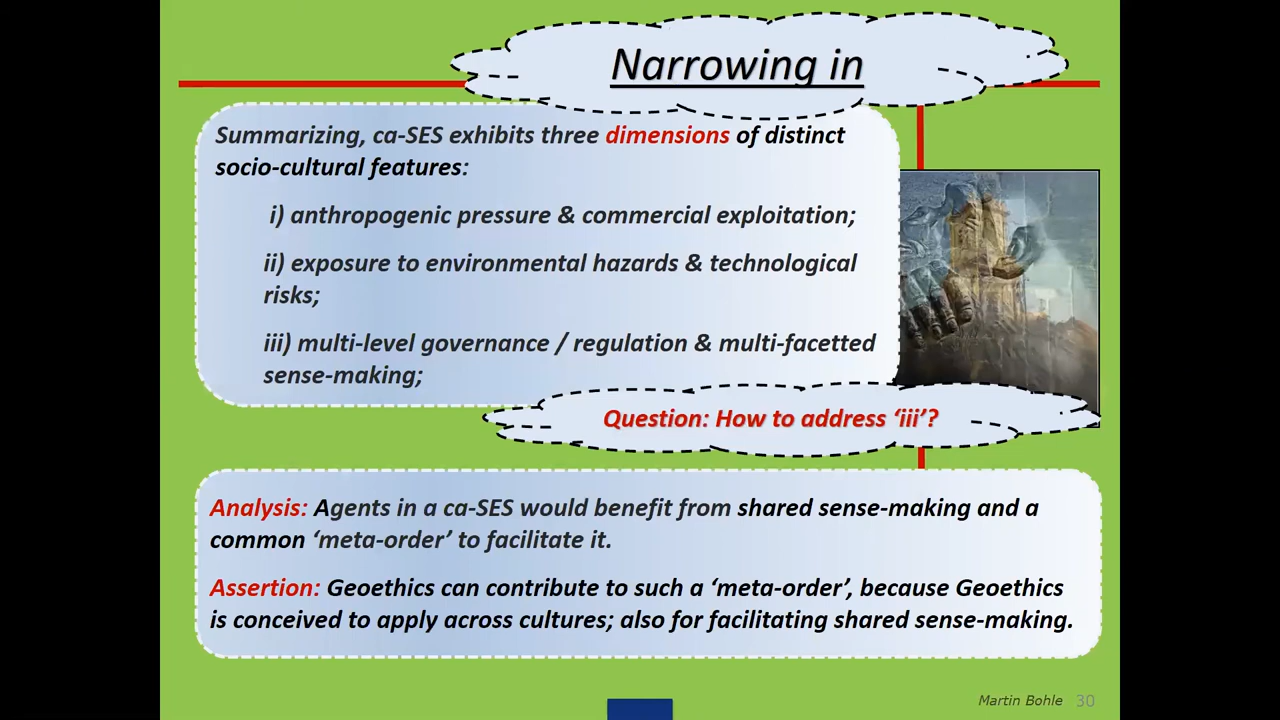 Narrowing in
Summarizing, ca-SES exhibits three dimensions of distinct
socio-cultural features:
i) anthropogenic pressure & commercial exploitation;
ii) exposure to environmental hazards & technological
risks;
iii) multi-level governance / regulation & multi-facetted
sense-making;
Question: How to address ‘iii’?
Analysis: Agents in a ca-SES would benefit from shared sense-making and a
common ‘meta-order’ to facilitate it.
Assertion: Geoethics can contribute to such a ‘meta-order’, because Geoethics
is conceived to apply across cultures; also for facilitating shared sense-making.
Martin Bohle 30